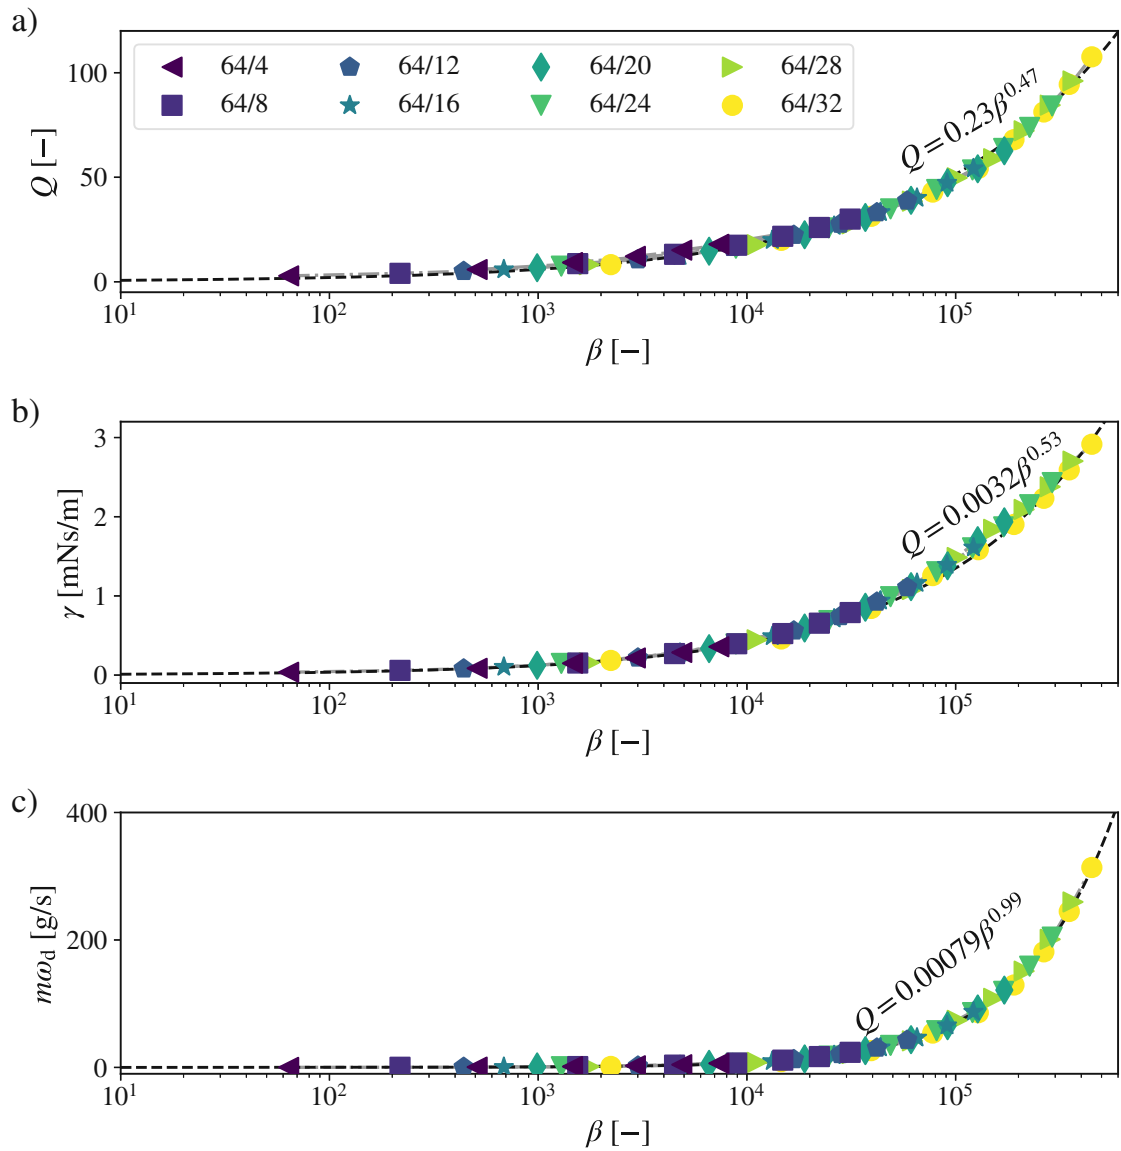 a)
64/4 64/12 64/20 64/28
64/8 64/16 64/24 64/32
Q = 0.23β^0.47
100
50
0
Q [−]
10^1 10^2 10^3 10^4 10^5
β [−]
b)
Q = 0.0032β^0.53
3
2
1
0
γ [mNs/m]
10^1 10^2 10^3 10^4 10^5
β [−]
c)
Q = 0.00079β^0.99
400
200
0
mω_d [g/s]
10^1 10^2 10^3 10^4 10^5
β [−]